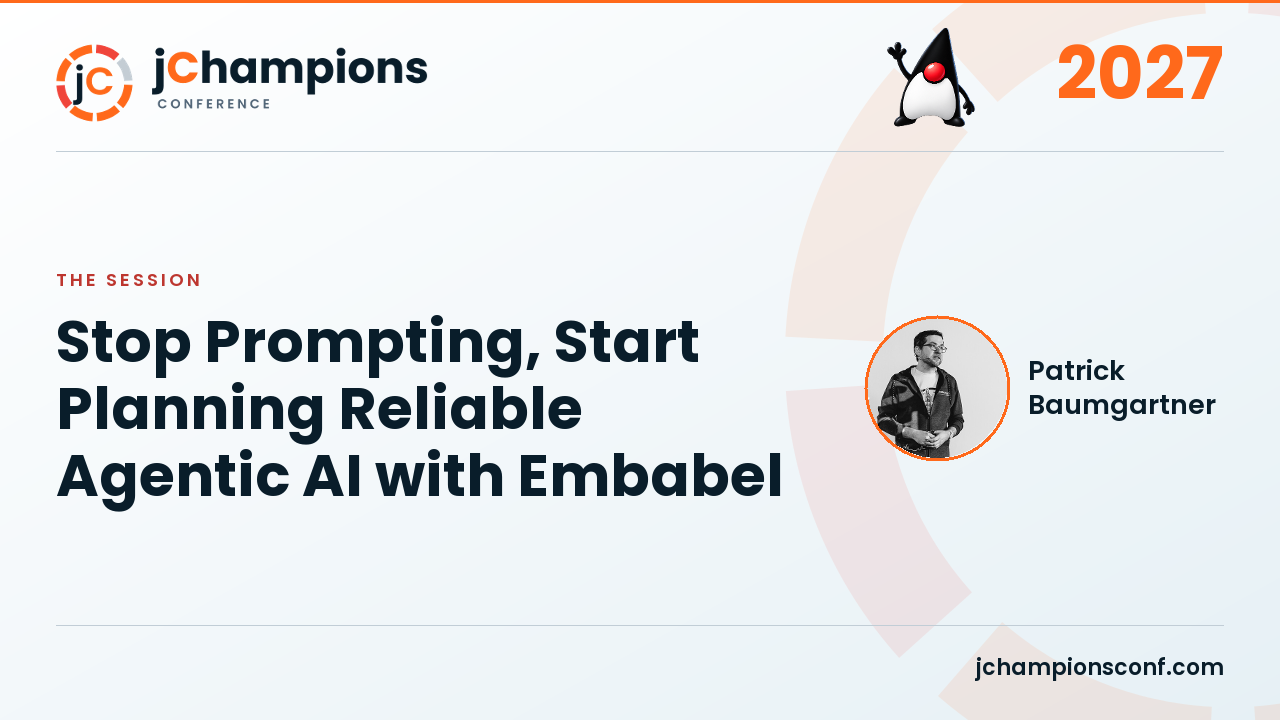 jC
jChampions
CONFERENCE
2027
THE SESSION
Stop Prompting, Start
Planning Reliable
Agentic AI with Embabel
Patrick
Baumgartner
jchampionsconf.com